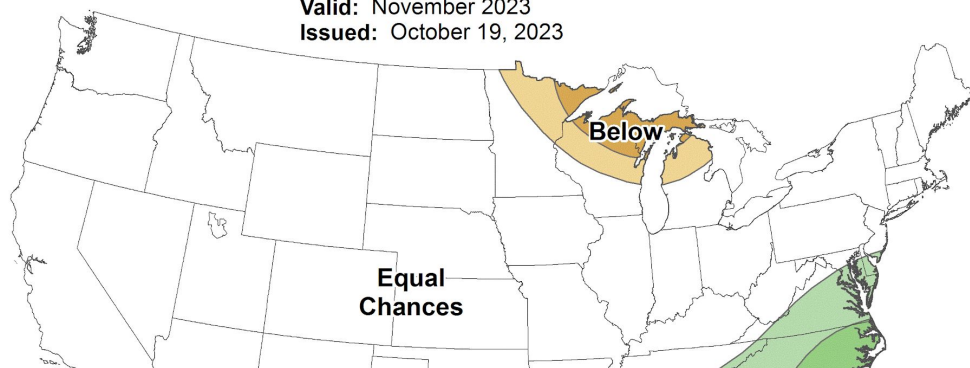 Valid: November 2023
Issued: October 19, 2023
Below
Equal
Chances